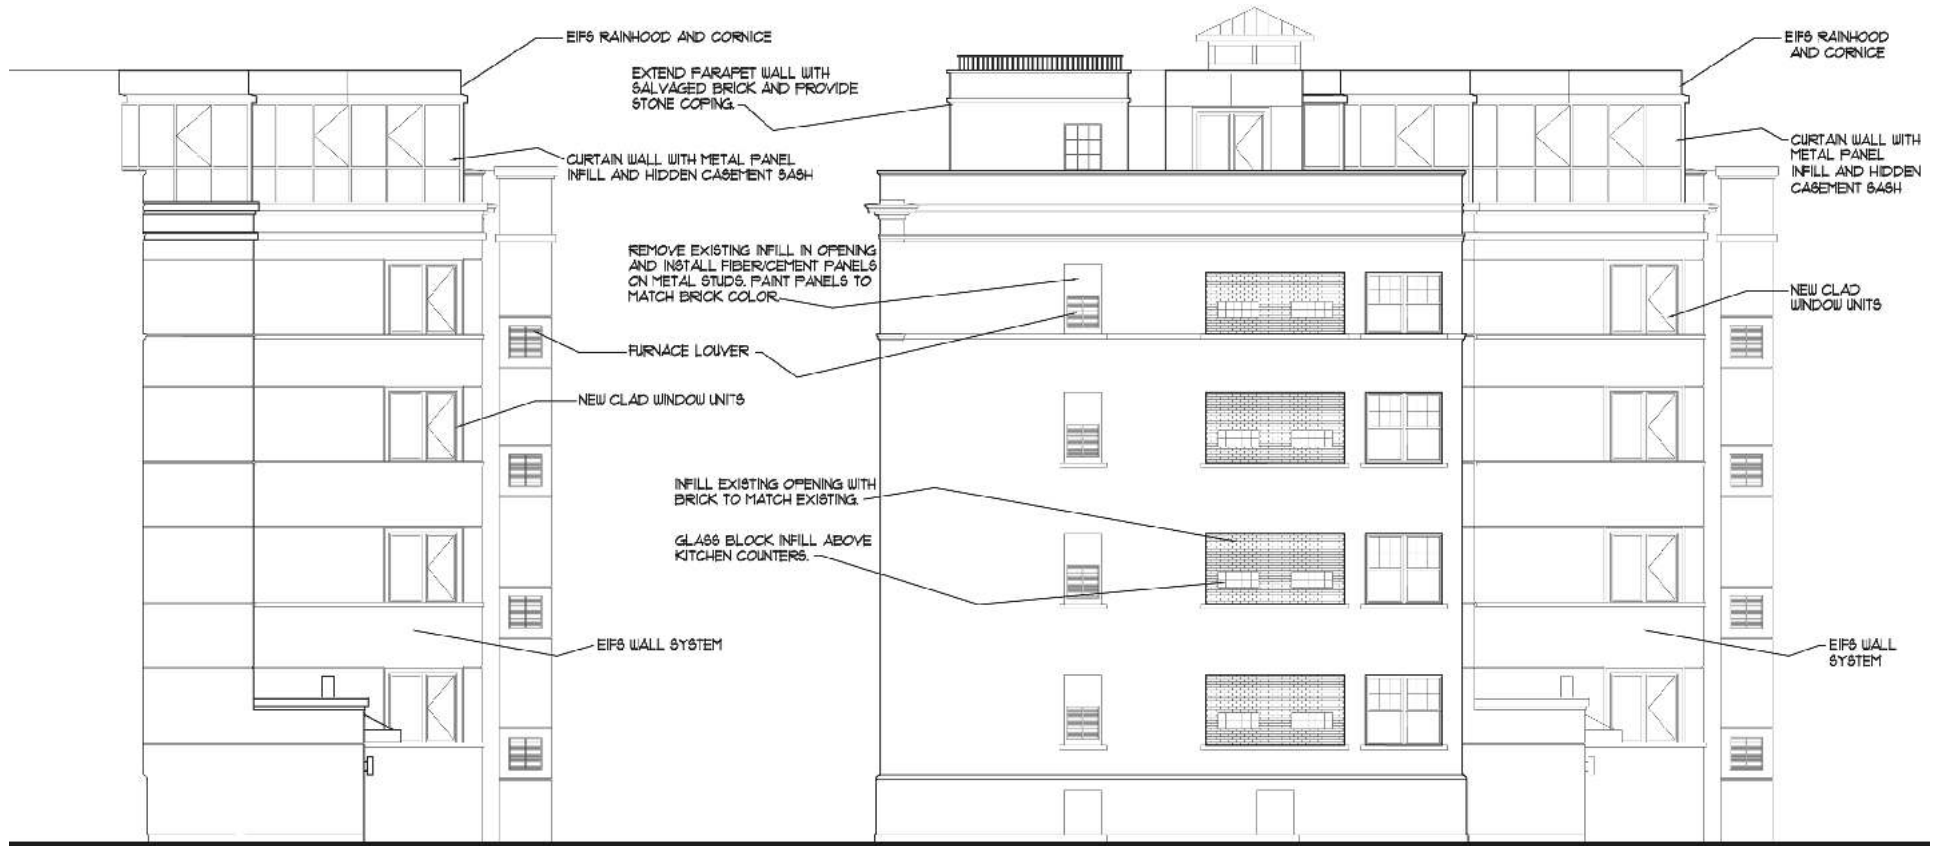 EIFS RAINHOOD AND CORNICE
EXTEND PARAPET WALL WITH
SALVAGED BRICK AND PROVIDE
STONE COPING.
CURTAIN WALL WITH METAL PANEL
INFILL AND HIDDEN CASEMENT SASH
REMOVE EXISTING INFILL IN OPENING
AND INSTALL FIBER/CEMENT PANELS
ON METAL STUDS. PAINT PANELS TO
MATCH BRICK COLOR.
FURNACE LOUVER
NEW CLAD WINDOW UNITS
INFILL EXISTING OPENING WITH
BRICK TO MATCH EXISTING.
GLASS BLOCK INFILL ABOVE
KITCHEN COUNTERS.
EIFS WALL SYSTEM
EIFS RAINHOOD
AND CORNICE
CURTAIN WALL WITH
METAL PANEL
INFILL AND HIDDEN
CASEMENT SASH
NEW CLAD
WINDOW UNITS
EIFS WALL
SYSTEM